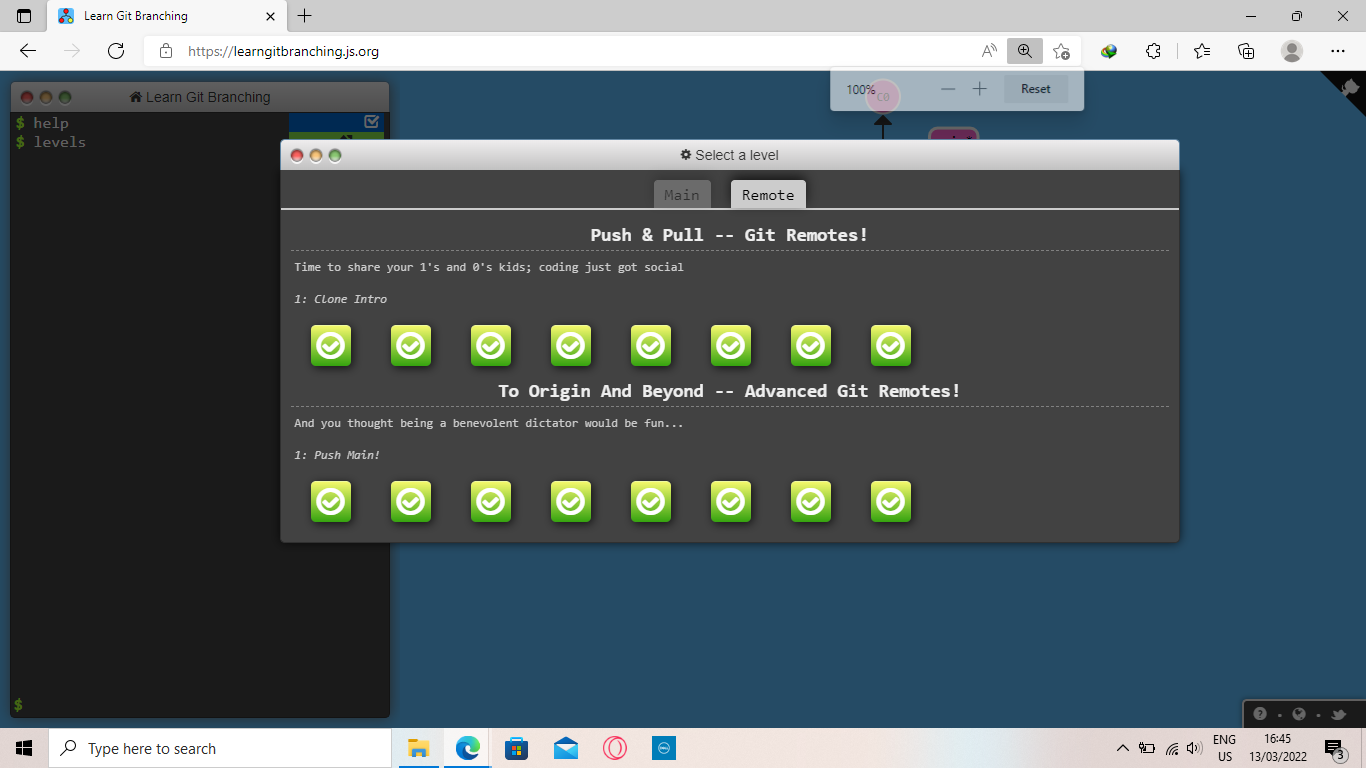 Learn Git Branching
https://learngitbranching.js.org
100%
Reset
C0
Learn Git Branching
$ help
$ levels
Select a level
Main
Remote
Push & Pull -- Git Remotes!
Time to share your 1's and 0's kids; coding just got social
1: Clone Intro
To Origin And Beyond -- Advanced Git Remotes!
And you thought being a benevolent dictator would be fun...
1: Push Main!
$
Type here to search
DELL
ENG
US
16:45
13/03/2022
3